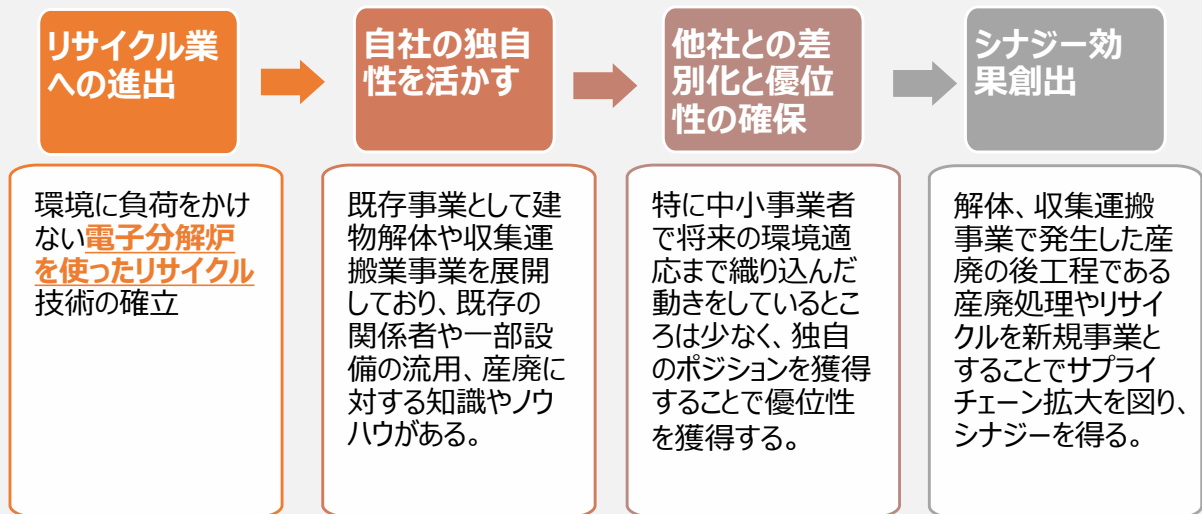 リサイクル業
への進出
自社の独自
性を活かす
他社との差
別化と優位
性の確保
シナジー効
果創出
環境に負荷をかけ
ない電子分解炉
を使ったリサイクル
技術の確立
既存事業として建
物解体や収集運
搬業事業を展開
しており、既存の
関係者や一部設
備の流用、産廃に
対する知識やノウ
ハウがある。
特に中小事業者
で将来の環境適
応まで織り込んだ
動きをしているとこ
ろは少なく、独自
のポジションを獲得
することで優位性
を獲得する。
解体、収集運搬
事業で発生した産
廃の後工程である
産廃処理やリサイ
クルを新規事業と
することでサプライ
チェーン拡大を図り、
シナジーを得る。